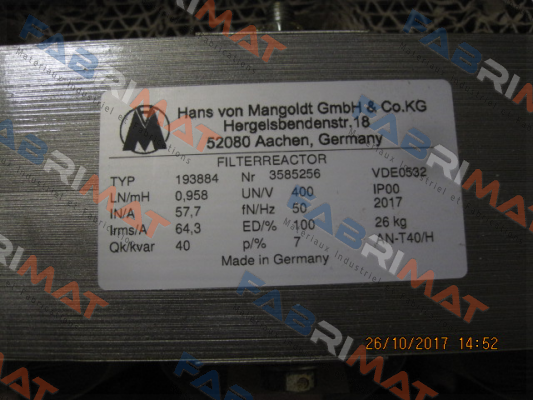 Hans von Mangoldt GmbH & Co.KG
Hergelsbendenstr.18
52080 Aachen, Germany
FILTERREACTOR
TYP 193884 Nr 3585256 VDE0532
LN/mH 0,958 UN/V 400 IP00
IN/A 57,7 fN/Hz 50 2017
Irms/A 64,3 ED/% 100 26 kg
Qk/kvar 40 p/% 7 AN-T40/H
Made in Germany
26/10/2017 14:52
FABRIMAT